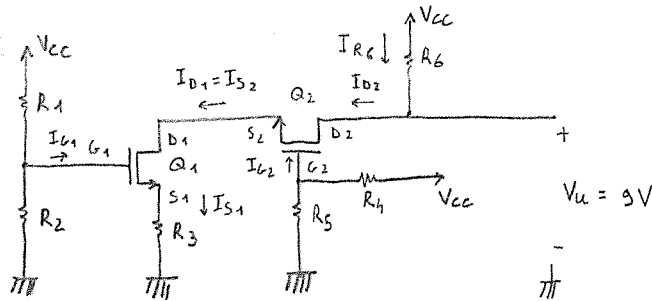 VCC
VCC
IR6
R6
ID1 = IS2
Q2
ID2
R1
S2
D2
IG1
G1
D1
Q1
IG2
G2
R4
VCC
S1
IS1
R2
R3
R5
+
Vu = 9V
-